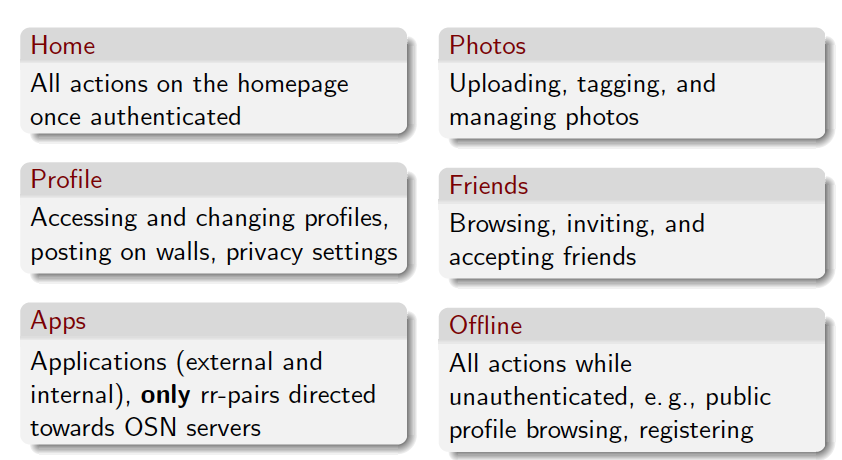 Home
All actions on the homepage
once authenticated
Photos
Uploading, tagging, and
managing photos
Profile
Accessing and changing profiles,
posting on walls, privacy settings
Friends
Browsing, inviting, and
accepting friends
Apps
Applications (external and
internal), only rr-pairs directed
towards OSN servers
Offline
All actions while
unauthenticated, e. g., public
profile browsing, registering